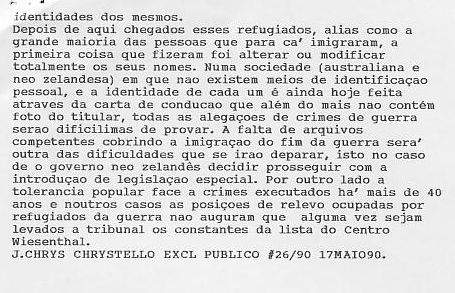 identidades dos mesmos.
Depois de aqui chegados esses refugiados, alias como a
grande maioria das pessoas que para ca' imigraram, a
primeira coisa que fizeram foi alterar ou modificar
totalmente os seus nomes. Numa sociedade (australiana e
neo zelandesa) em que nao existem meios de identificaçao
pessoal, e a identidade de cada um é ainda hoje feita
atraves da carta de conducao que além do mais nao contém
foto do titular, todas as alegaçoes de crimes de guerra
serao dificilimas de provar. A falta de arquivos
competentes cobrindo a imigraçao do fim da guerra sera'
outra das dificuldades que se irao deparar, isto no caso
de o governo neo zelandês decidir prosseguir com a
introduçao de legislaçao especial. Por outro lado a
tolerancia popular face a crimes executados ha' mais de 40
anos e noutros casos as posiçoes de relevo ocupadas por
refugiados da guerra nao auguram que alguma vez sejam
levados a tribunal os constantes da lista do Centro
Wiesenthal.
J.CHRYS CHRYSTELLO EXCL PUBLICO #26/90 17MAIO90.